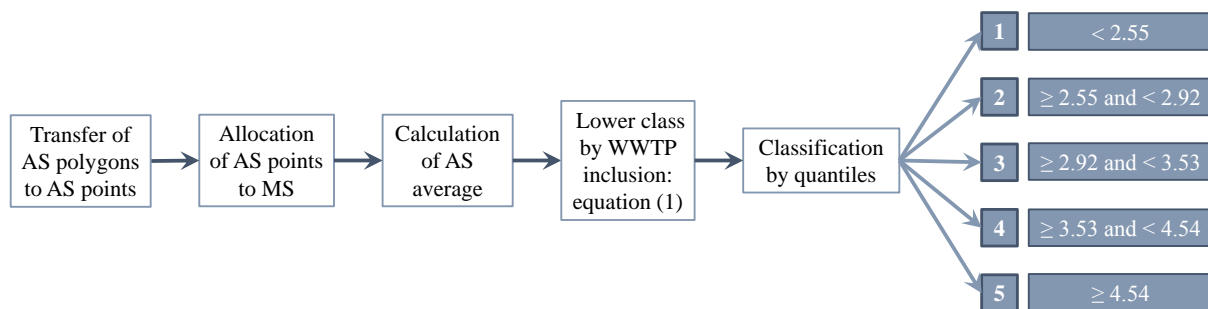 Transfer of
AS polygons
to AS points
Allocation
of AS points
to MS
Calculation
of AS
average
Lower class
by WWTP
inclusion:
equation (1)
Classification
by quantiles
1
< 2.55
2
≥ 2.55 and < 2.92
3
≥ 2.92 and < 3.53
4
≥ 3.53 and < 4.54
5
≥ 4.54